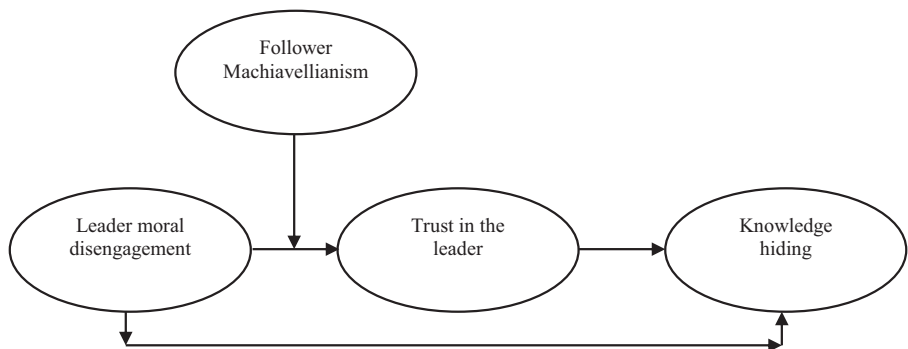 Follower
Machiavellianism
Leader moral
disengagement
Trust in the
leader
Knowledge
hiding